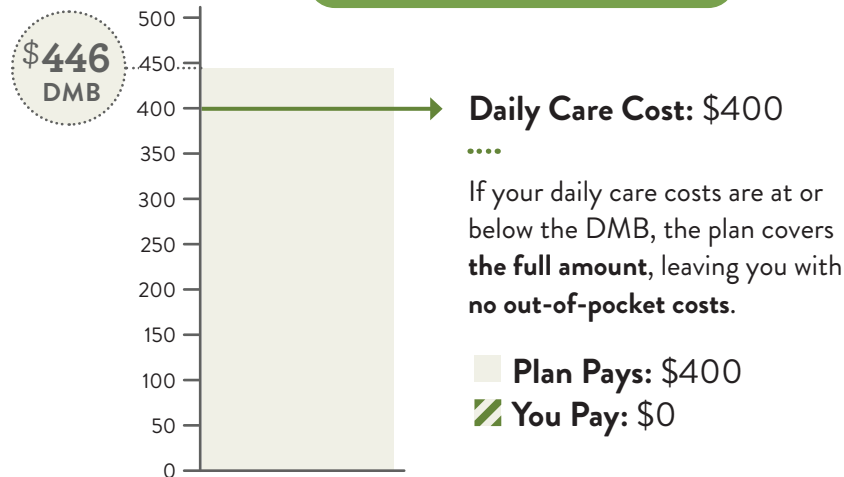 $446
DMB
500
450
400
350
300
250
200
150
100
50
0
Daily Care Cost: $400
If your daily care costs are at or
below the DMB, the plan covers
the full amount, leaving you with
no out-of-pocket costs.
Plan Pays: $400
You Pay: $0